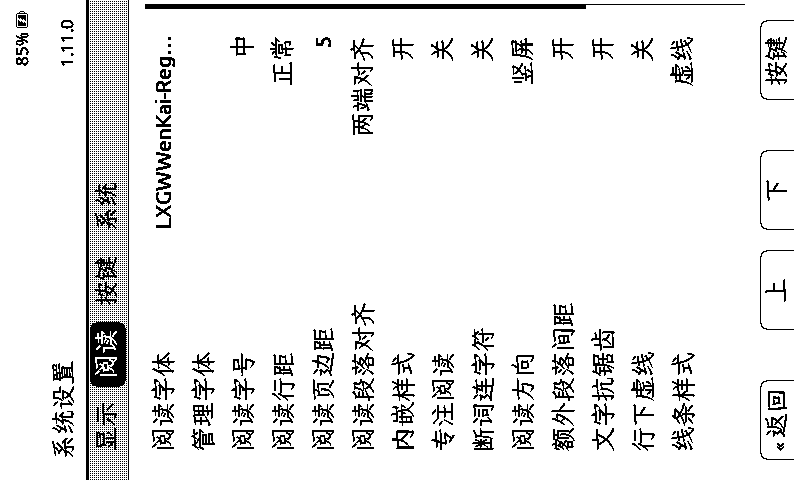 85%
系统设置 1.11.0
显示 阅读 按键 系统
阅读字体 LXGWWenKai-Reg...
管理字体
阅读字号 中
阅读行距 正常
阅读页边距 5
阅读段落对齐 两端对齐
内嵌样式 开
专注阅读 关
断词连字符 关
阅读方向 竖屏
额外段落间距 开
文字抗锯齿 开
行下虚线 关
线条样式 虚线
«返回 上 下 按键